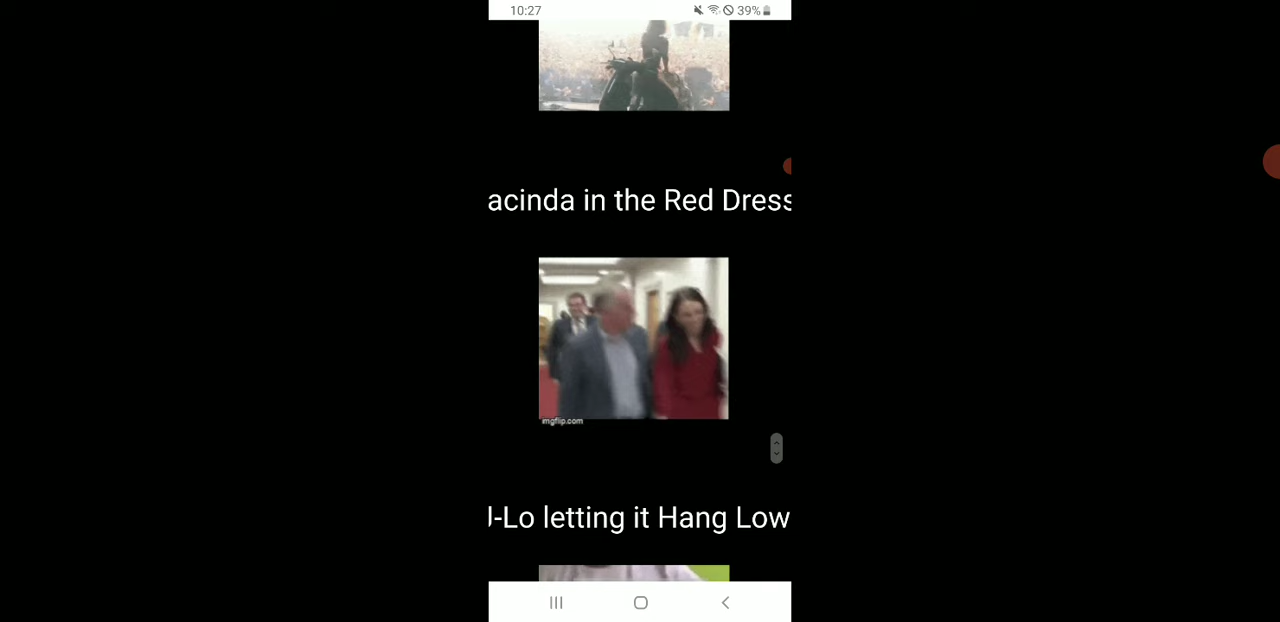 10:27
39%
acinda in the Red Dress
imgflip.com
J-Lo letting it Hang Low